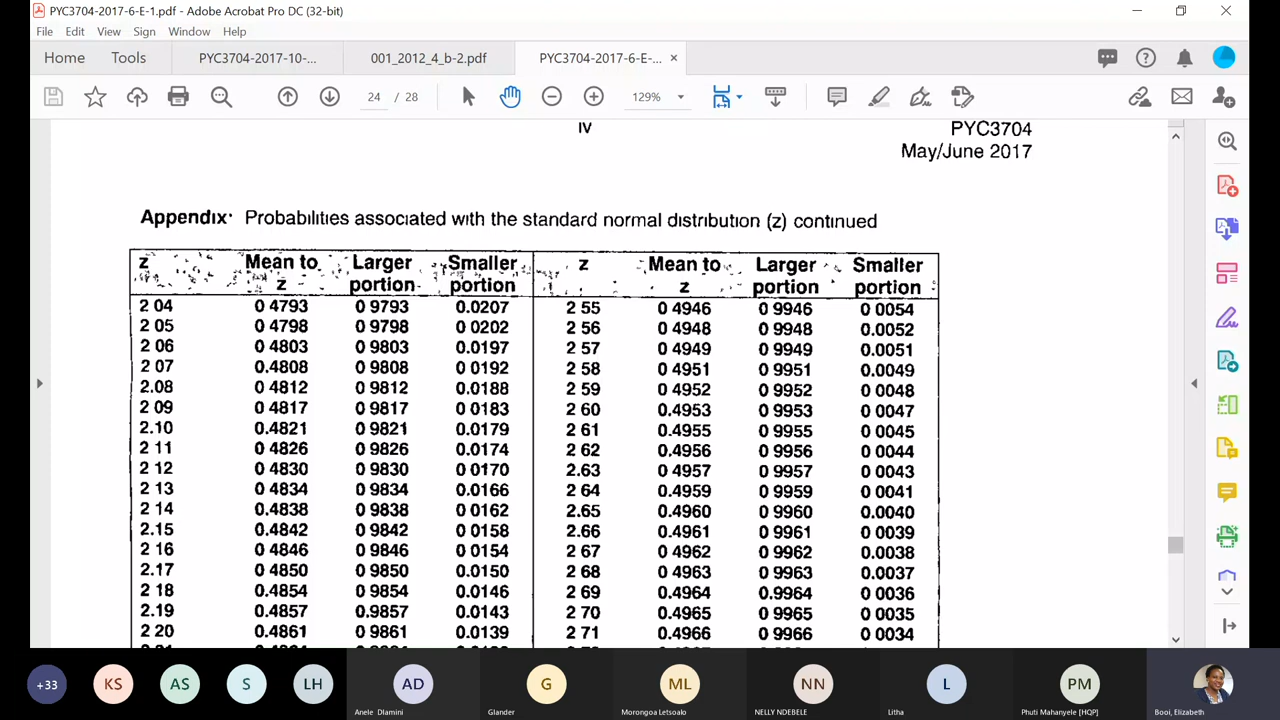 PYC3704-2017-6-E-1.pdf - Adobe Acrobat Pro DC (32-bit)
File Edit View Sign Window Help
Home Tools PYC3704-2017-10-... 001_2012_4_b-2.pdf PYC3704-2017-6-E-... ×
24 / 28 129%
IV PYC3704
May/June 2017
Appendix· Probabilities associated with the standard normal distribution (z) continued
z Mean to z Larger portion Smaller portion z Mean to z Larger portion Smaller portion
2 04 0 4793 0 9793 0.0207 2 55 0 4946 0 9946 0 0054
2 05 0 4798 0 9798 0 0202 2 56 0 4948 0 9948 0 0052
2 06 0 4803 0 9803 0.0197 2 57 0 4949 0 9949 0 0051
2 07 0.4808 0 9808 0 0192 2 58 0 4951 0 9951 0 0049
2.08 0 4812 0 9812 0 0188 2 59 0 4952 0 9952 0 0048
2 09 0 4817 0 9817 0 0183 2 60 0.4953 0 9953 0 0047
2.10 0.4821 0 9821 0.0179 2 61 0.4955 0 9955 0 0045
2 11 0 4826 0 9826 0.0174 2 62 0.4956 0 9956 0 0044
2 12 0 4830 0 9830 0 0170 2.63 0 4957 0 9957 0 0043
2 13 0 4834 0 9834 0.0166 2 64 0.4959 0 9959 0 0041
2 14 0 4838 0 9838 0 0162 2.65 0.4960 0 9960 0 0040
2.15 0.4842 0 9842 0 0158 2.66 0.4961 0 9961 0 0039
2 16 0 4846 0 9846 0 0154 2 67 0 4962 0 9962 0.0038
2.17 0 4850 0 9850 0.0150 2 68 0 4963 0 9963 0.0037
2 18 0 4854 0 9854 0 0146 2 69 0 4964 0.9964 0 0036
2.19 0.4857 0.9857 0.0143 2 70 0 4965 0 9965 0 0035
2 20 0.4861 0 9861 0.0139 2 71 0 4966 0 9966 0 0034
+33 KS AS S LH AD G ML NN L PM
Anele Dlamini Glander Morongoa Letsoalo NELLY NDEBELE Litha Phuti Mahanyele [HQP] Booi, Elizabeth